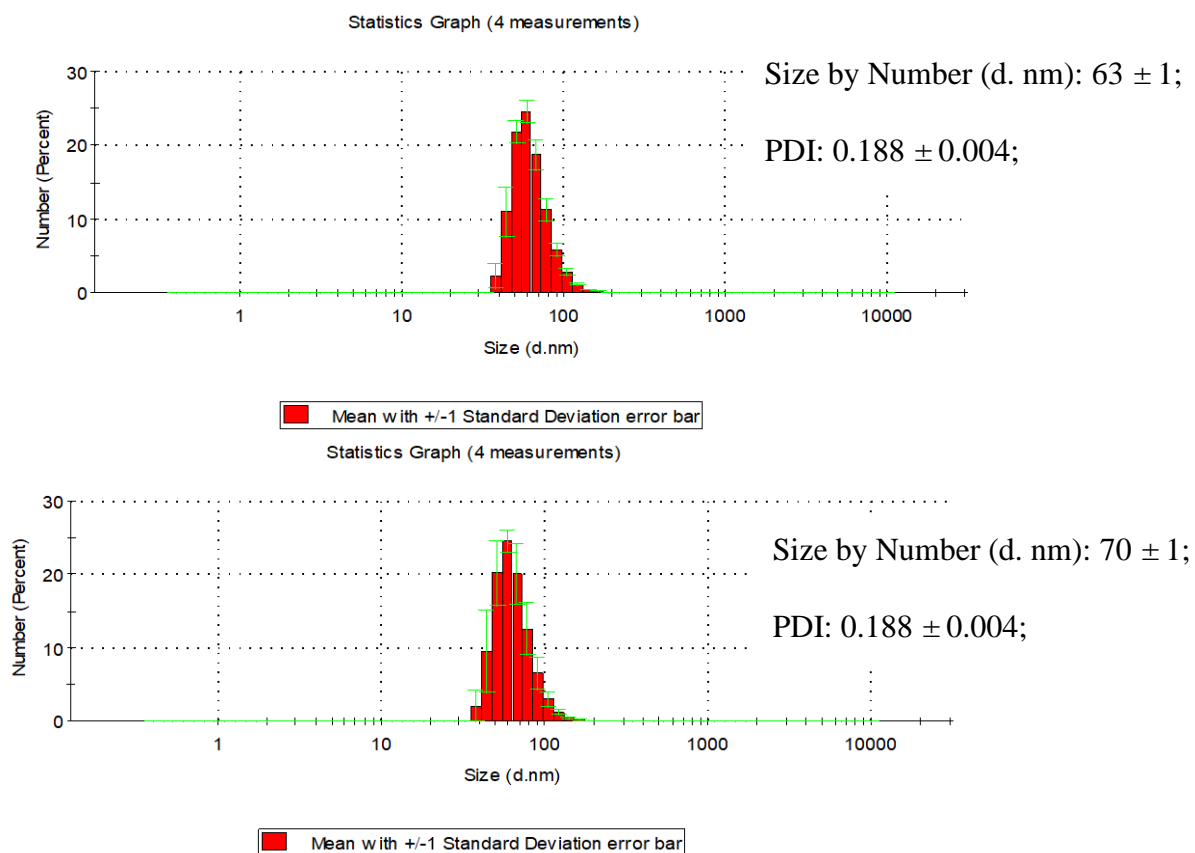 Statistics Graph (4 measurements)
Size by Number (d. nm): 63 ± 1;
PDI: 0.188 ± 0.004;
Number (Percent)
30
20
10
0
1 10 100 1000 10000
Size (d.nm)
Mean with +/-1 Standard Deviation error bar
Statistics Graph (4 measurements)
Size by Number (d. nm): 70 ± 1;
PDI: 0.188 ± 0.004;
Number (Percent)
30
20
10
0
1 10 100 1000 10000
Size (d.nm)
Mean with +/-1 Standard Deviation error bar